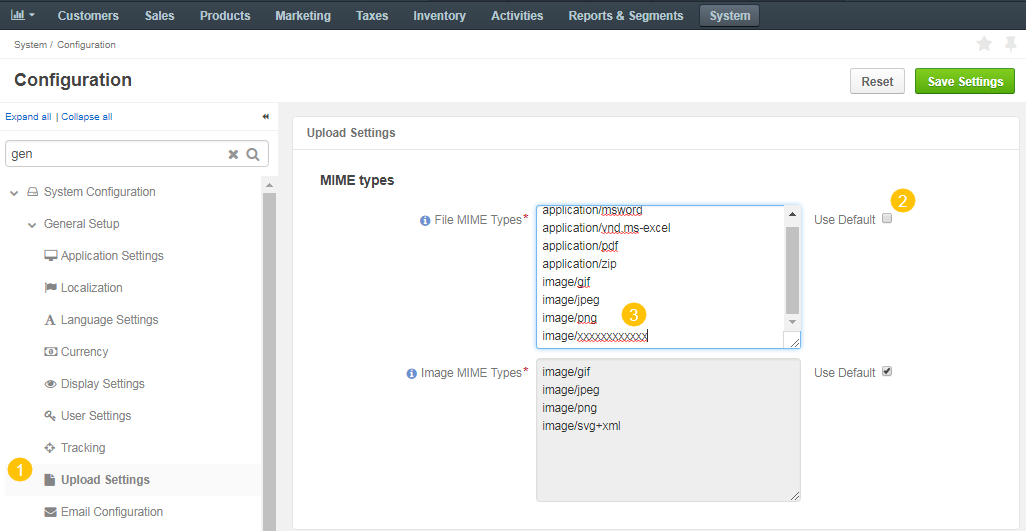 Customers Sales Products Marketing Taxes Inventory Activities Reports & Segments System
System / Configuration
Configuration
Reset Save Settings
Expand all | Collapse all
gen
System Configuration
General Setup
Application Settings
Localization
Language Settings
Currency
Display Settings
User Settings
Tracking
1 Upload Settings
Email Configuration
Upload Settings
MIME types
File MIME Types*
application/msword
application/vnd.ms-excel
application/pdf
application/zip
image/gif
image/jpeg
image/png
image/xxxxxxxxxxxx
3
Use Default
2
Image MIME Types*
image/gif
image/jpeg
image/png
image/svg+xml
Use Default